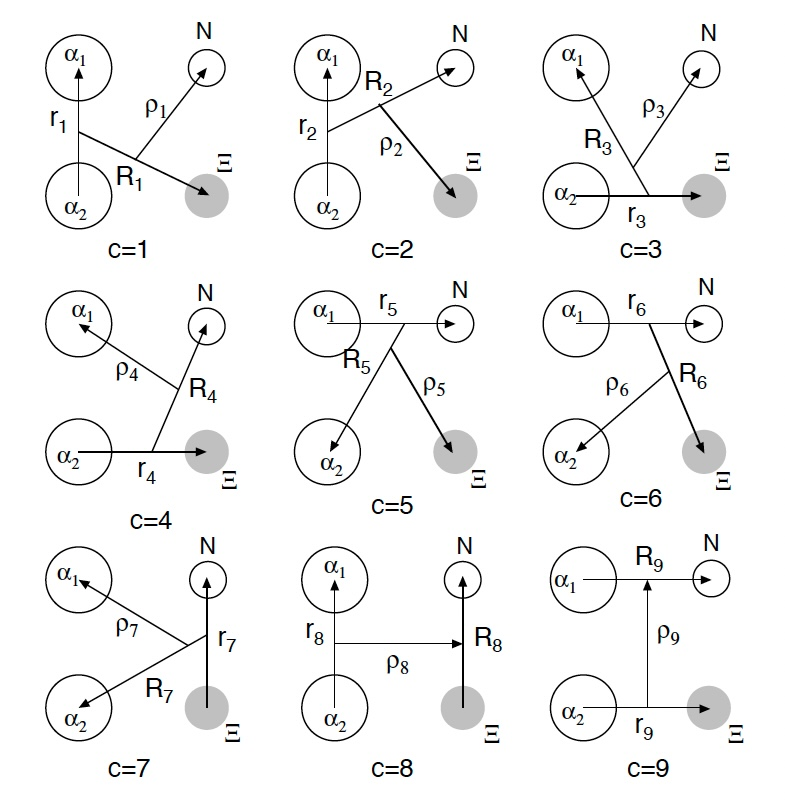 N N N
α₁ α₁ α₁
r₁ ρ₁ R₂ R₃ ρ₃
r₂ ρ₂
R₁ Ξ Ξ Ξ
α₂ α₂ α₂ r₃
c=1 c=2 c=3
N r₅ N r₆ N
α₁ α₁ α₁
ρ₄ R₄ R₅ ρ₅ ρ₆ R₆
α₂ r₄ α₂ α₂
Ξ Ξ Ξ
c=4 c=5 c=6
N N R₉ N
α₁ α₁ α₁
ρ₇ r₇ r₈ R₈ ρ₉
R₇ ρ₈
α₂ α₂ α₂ r₉
Ξ Ξ Ξ
c=7 c=8 c=9